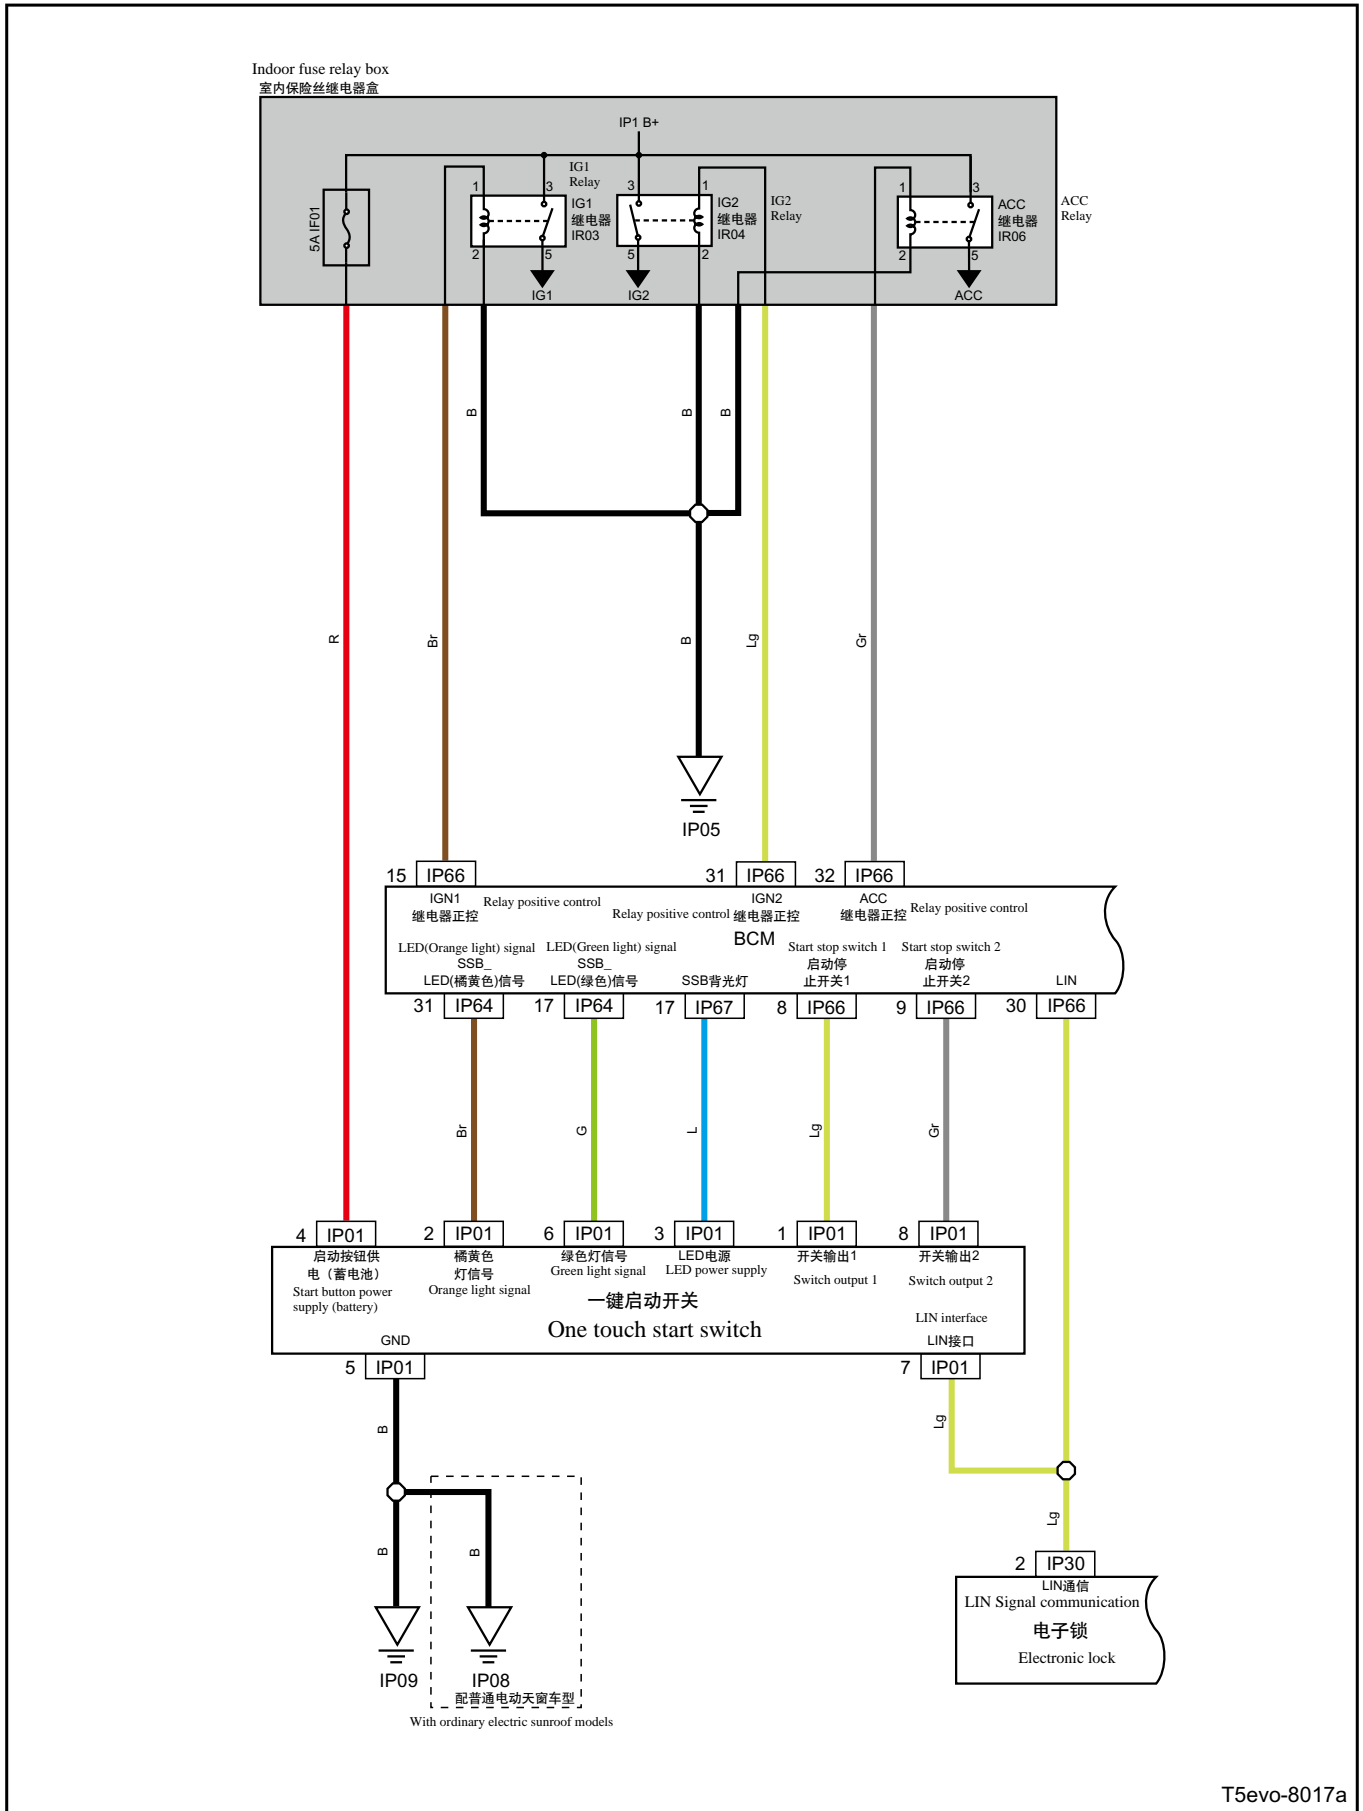 Indoor fuse relay box
室内保险丝继电器盒
IP1 B+
5A IF01
1
3
IG1
Relay
IG1
继电器
IR03
2
5
IG1
3
1
IG2
继电器
IR04
IG2
Relay
5
2
IG2
1
3
ACC
继电器
IR06
ACC
Relay
2
5
ACC
B
B
B
R
Br
B
Lg
Gr
IP05
15
IP66
31
IP66
32
IP66
IGN1
继电器正控
Relay positive control
IGN2
Relay positive control
继电器正控
ACC
继电器正控
Relay positive control
BCM
LED(Orange light) signal
SSB_
LED(橘黄色)信号
LED(Green light) signal
SSB_
LED(绿色)信号
SSB背光灯
Start stop switch 1
启动停
止开关1
Start stop switch 2
启动停
止开关2
LIN
31
IP64
17
IP64
17
IP67
8
IP66
9
IP66
30
IP66
Br
G
L
Lg
Gr
4
IP01
2
IP01
6
IP01
3
IP01
1
IP01
8
IP01
启动按钮供
电（蓄电池）
Start button power
supply (battery)
橘黄色
灯信号
Orange light signal
绿色灯信号
Green light signal
LED电源
LED power supply
开关输出1
Switch output 1
开关输出2
Switch output 2
一键启动开关
One touch start switch
LIN interface
LIN接口
GND
5
IP01
7
IP01
B
Lg
B
B
Lg
IP09
IP08
配普通电动天窗车型
With ordinary electric sunroof models
2
IP30
LIN通信
LIN Signal communication
电子锁
Electronic lock
T5evo-8017a